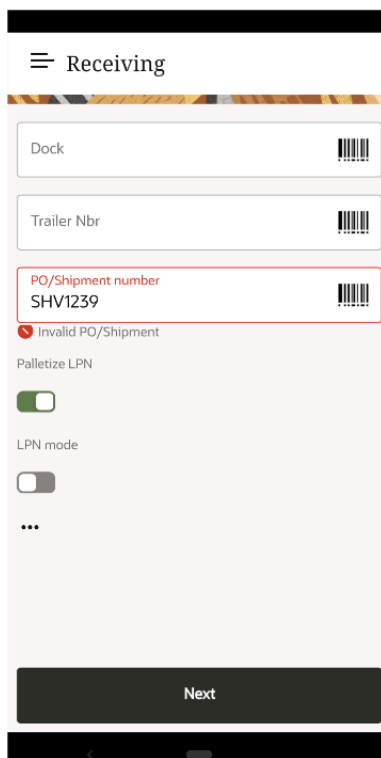 Receiving
Dock
Trailer Nbr
PO/Shipment number
SHV1239
Invalid PO/Shipment
Palletize LPN
LPN mode
...
Next